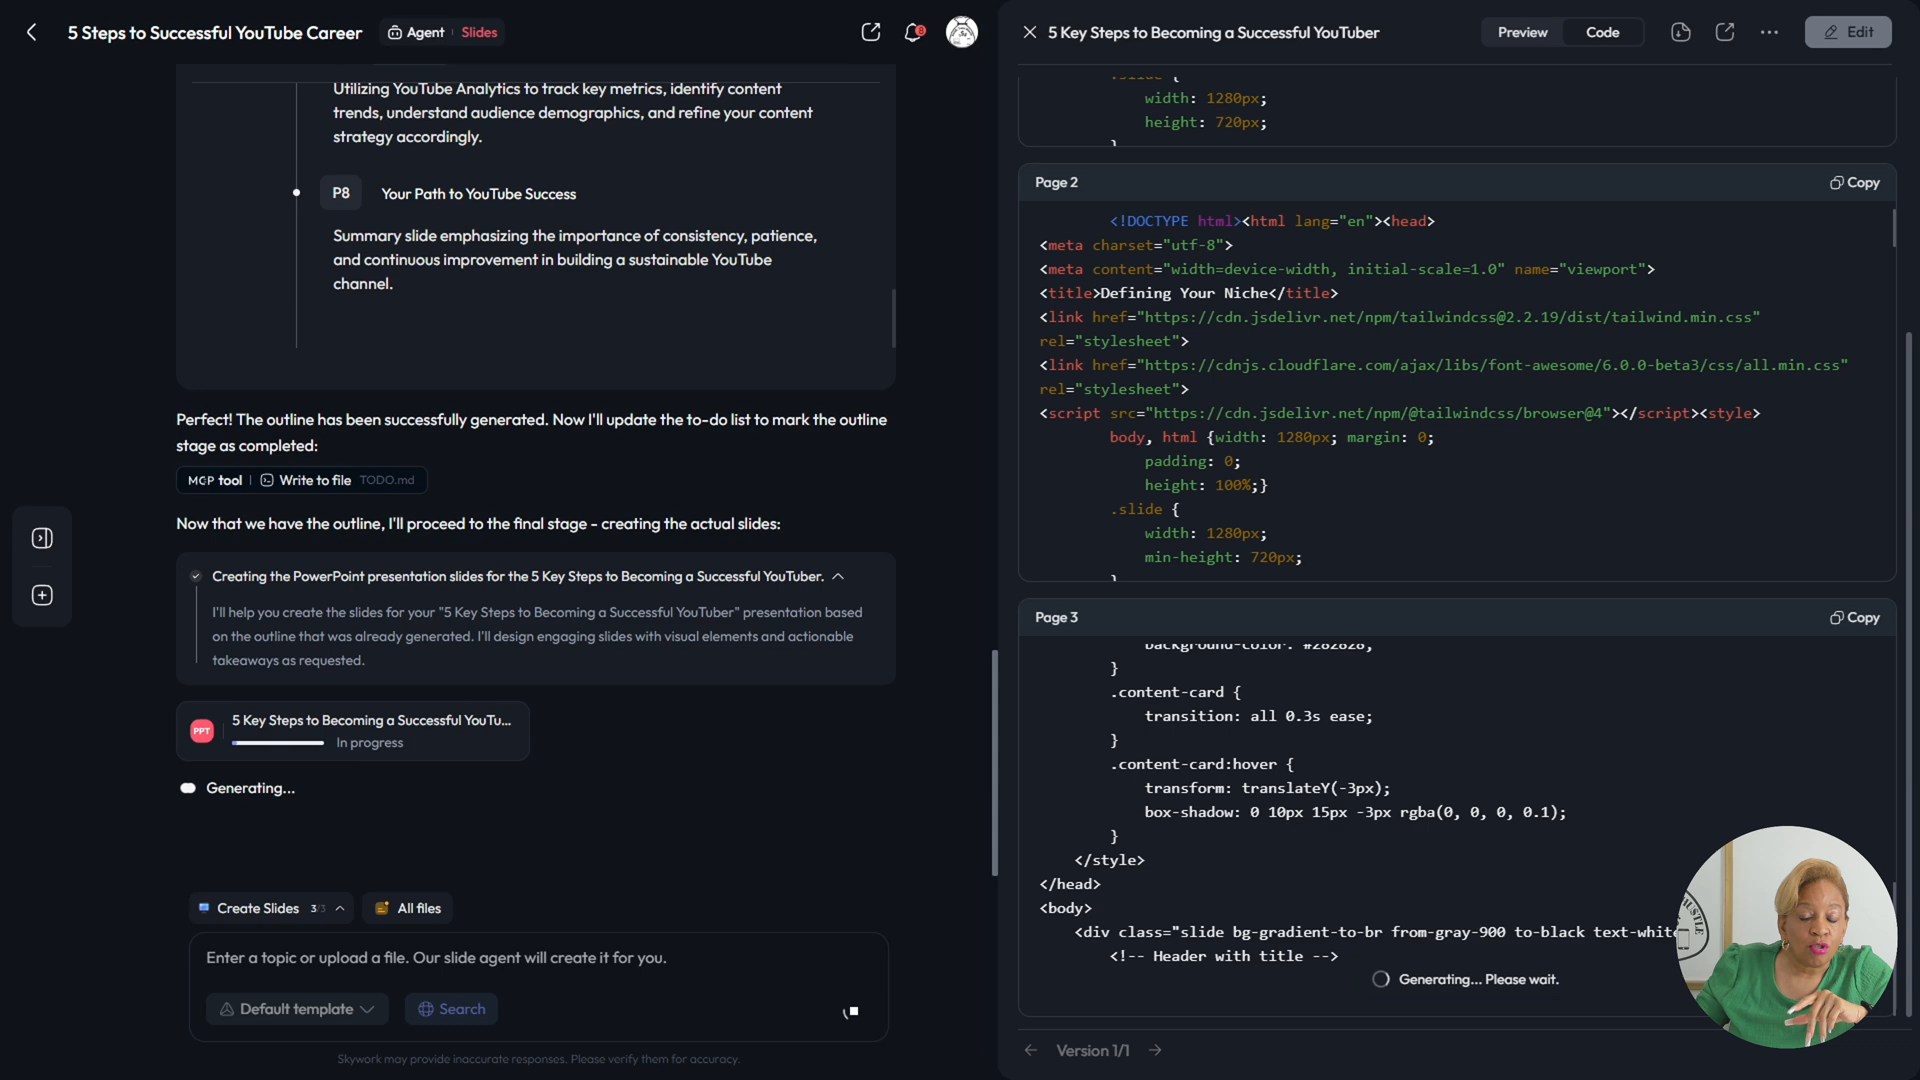 5 Steps to Successful YouTube Career
Agent
Slides
8
Utilizing YouTube Analytics to track key metrics, identify content
trends, understand audience demographics, and refine your content
strategy accordingly.
P8
Your Path to YouTube Success
Summary slide emphasizing the importance of consistency, patience,
and continuous improvement in building a sustainable YouTube
channel.
Perfect! The outline has been successfully generated. Now I'll update the to-do list to mark the outline
stage as completed:
MCP tool | Write to file TODO.md
Now that we have the outline, I'll proceed to the final stage - creating the actual slides:
Creating the PowerPoint presentation slides for the 5 Key Steps to Becoming a Successful YouTuber.
I'll help you create the slides for your "5 Key Steps to Becoming a Successful YouTuber" presentation based
on the outline that was already generated. I'll design engaging slides with visual elements and actionable
takeaways as requested.
PPT
5 Key Steps to Becoming a Successful YouTu...
In progress
Generating...
Create Slides 3/3
All files
Enter a topic or upload a file. Our slide agent will create it for you.
Default template
Search
Skywork may provide inaccurate responses. Please verify them for accuracy.
5 Key Steps to Becoming a Successful YouTuber
Preview
Code
Edit
.slide {
width: 1280px;
height: 720px;
}
Page 2
Copy
<!DOCTYPE html><html lang="en"><head>
<meta charset="utf-8">
<meta content="width=device-width, initial-scale=1.0" name="viewport">
<title>Defining Your Niche</title>
<link href="https://cdn.jsdelivr.net/npm/tailwindcss@2.2.19/dist/tailwind.min.css"
rel="stylesheet">
<link href="https://cdnjs.cloudflare.com/ajax/libs/font-awesome/6.0.0-beta3/css/all.min.css"
rel="stylesheet">
<script src="https://cdn.jsdelivr.net/npm/@tailwindcss/browser@4"></script><style>
body, html {width: 1280px; margin: 0;
padding: 0;
height: 100%;}
.slide {
width: 1280px;
min-height: 720px;
}
Page 3
Copy
background-color: #282828;
}
.content-card {
transition: all 0.3s ease;
}
.content-card:hover {
transform: translateY(-3px);
box-shadow: 0 10px 15px -3px rgba(0, 0, 0, 0.1);
}
</style>
</head>
<body>
<div class="slide bg-gradient-to-br from-gray-900 to-black text-white
<!-- Header with title -->
Generating... Please wait.
Version 1/1